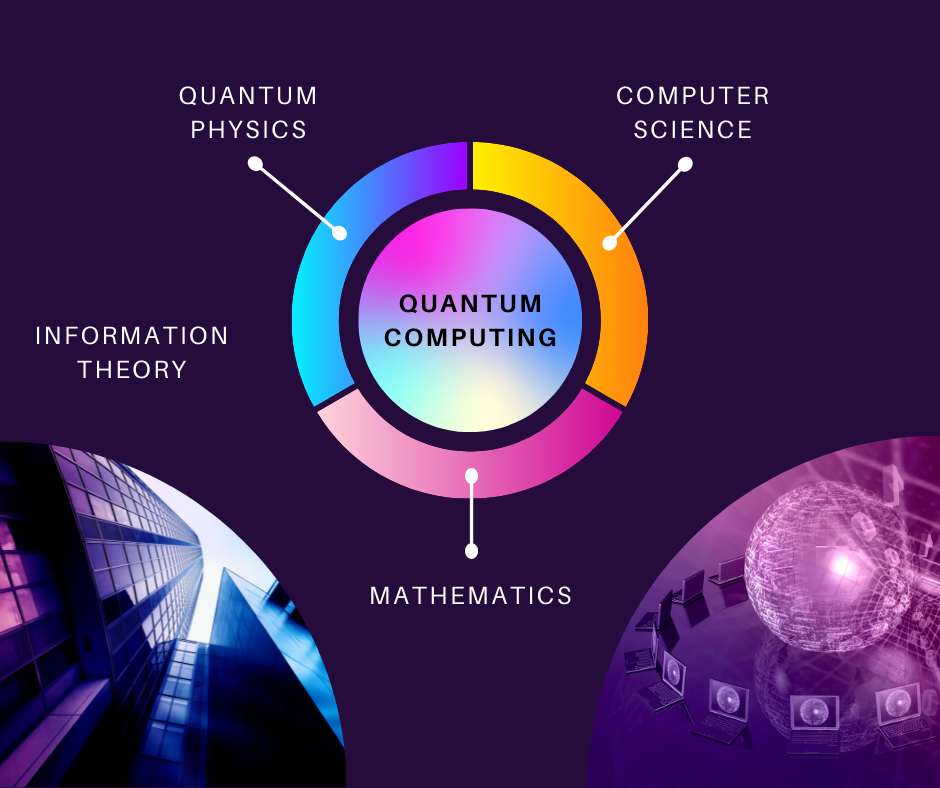 QUANTUM
PHYSICS
COMPUTER
SCIENCE
QUANTUM
COMPUTING
INFORMATION
THEORY
MATHEMATICS